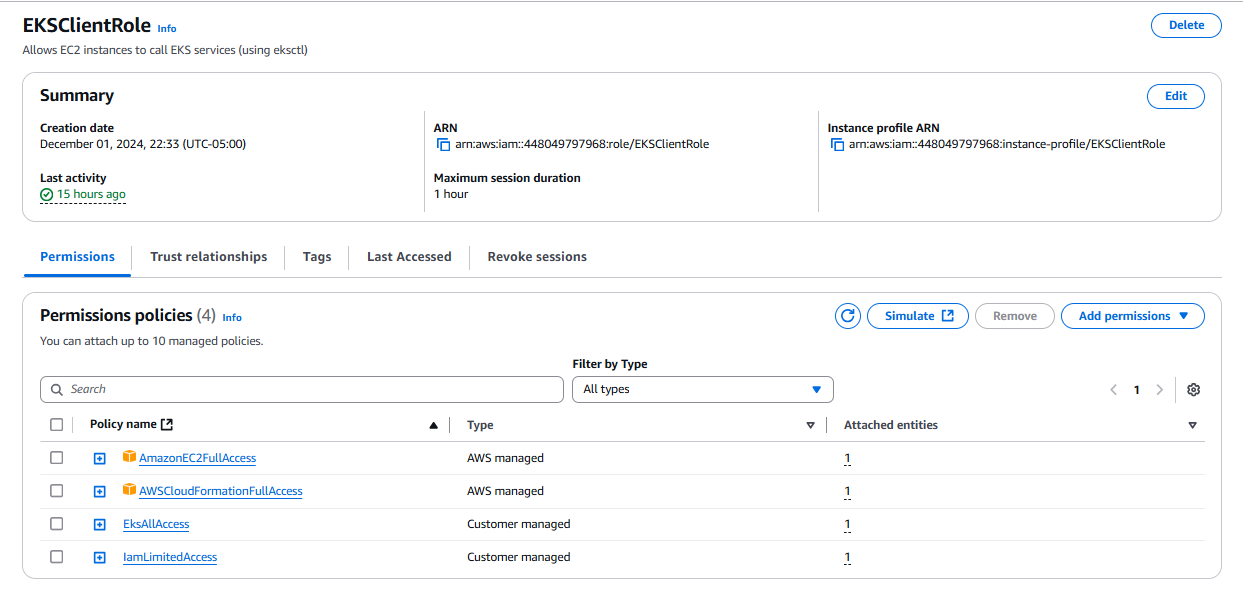 EKSClientRole Info
Delete
Allows EC2 instances to call EKS services (using eksctl)
Summary
Edit
Creation date
December 01, 2024, 22:33 (UTC-05:00)
ARN
arn:aws:iam::448049797968:role/EKSClientRole
Instance profile ARN
arn:aws:iam::448049797968:instance-profile/EKSClientRole
Last activity
15 hours ago
Maximum session duration
1 hour
Permissions Trust relationships Tags Last Accessed Revoke sessions
Permissions policies (4) Info
Simulate Remove Add permissions
You can attach up to 10 managed policies.
Filter by Type
Search All types 1
Policy name Type Attached entities
AmazonEC2FullAccess AWS managed 1
AWSCloudFormationFullAccess AWS managed 1
EksAllAccess Customer managed 1
IamLimitedAccess Customer managed 1